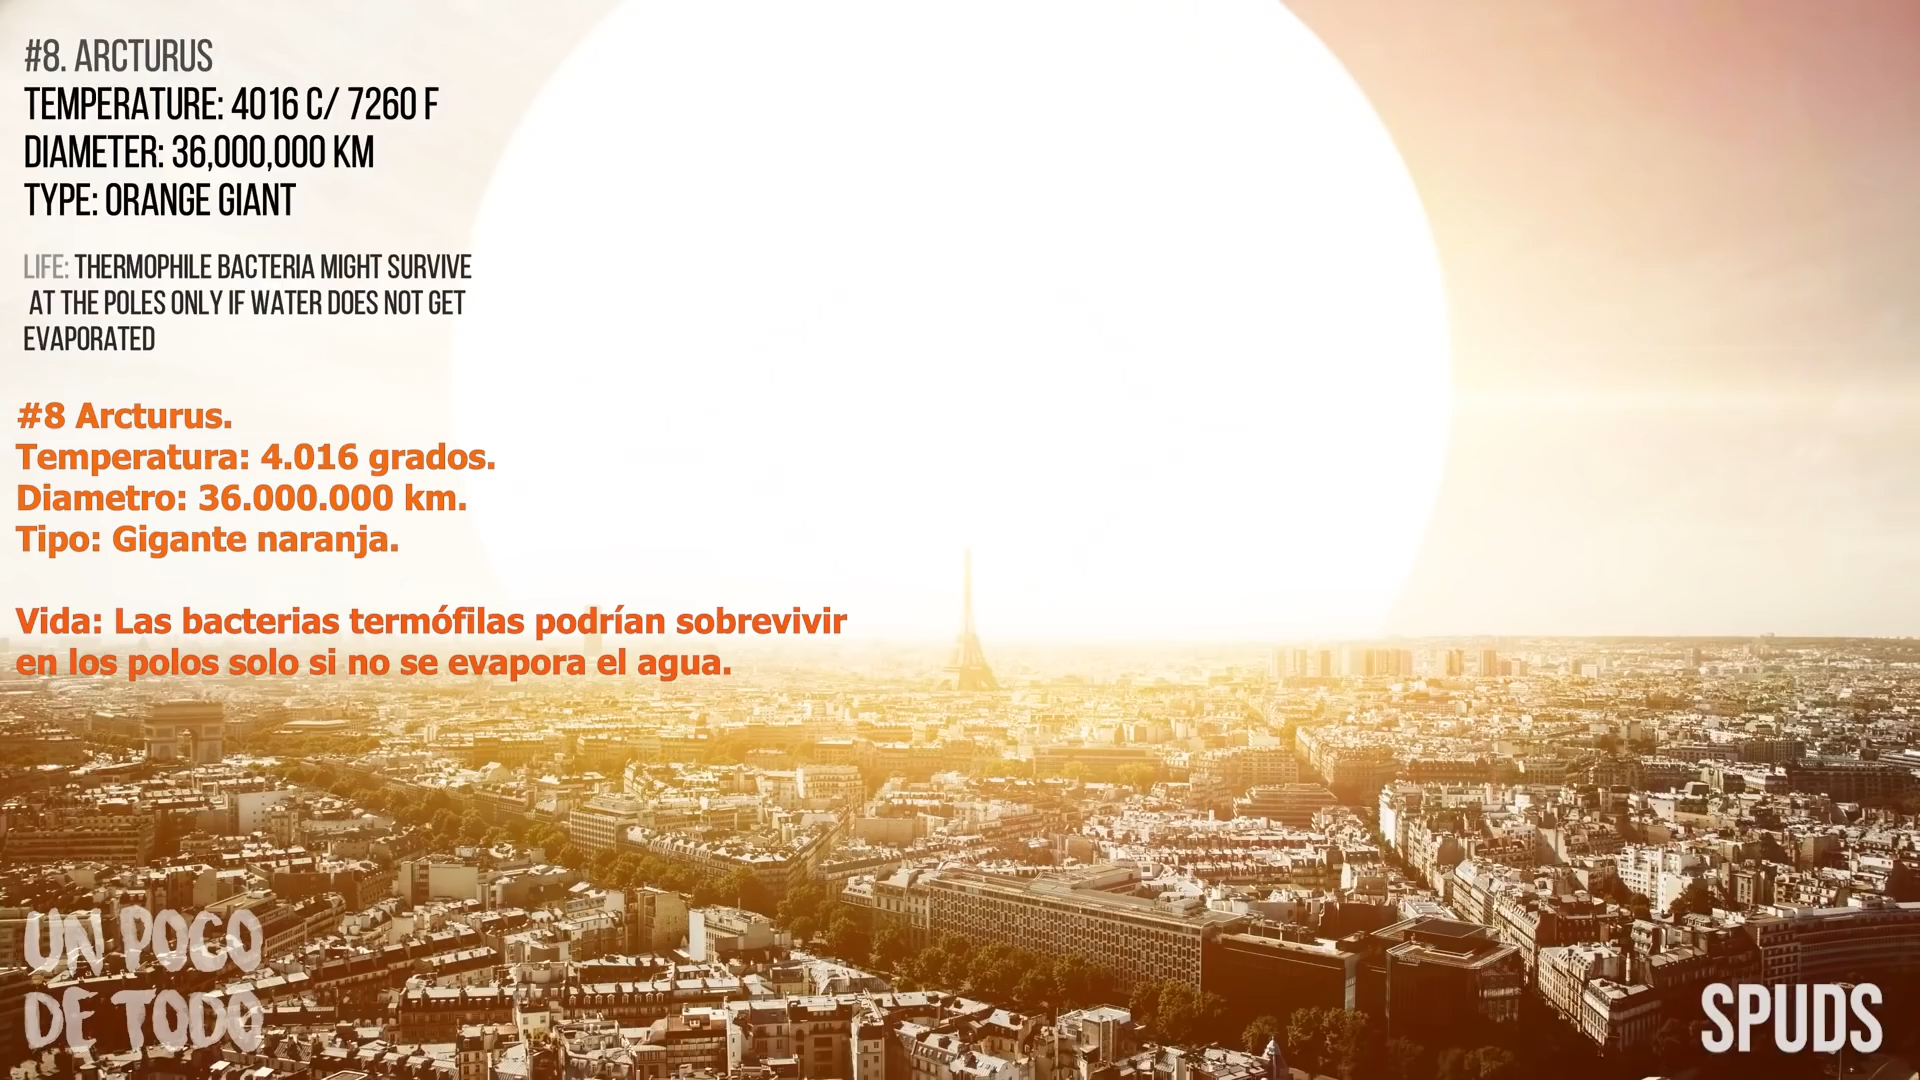 #8. ARCTURUS
TEMPERATURE: 4016 C/ 7260 F
DIAMETER: 36,000,000 KM
TYPE: ORANGE GIANT
LIFE: THERMOPHILE BACTERIA MIGHT SURVIVE
AT THE POLES ONLY IF WATER DOES NOT GET
EVAPORATED
#8 Arcturus.
Temperatura: 4.016 grados.
Diametro: 36.000.000 km.
Tipo: Gigante naranja.
Vida: Las bacterias termófilas podrían sobrevivir
en los polos solo si no se evapora el agua.
UN POCO
DE TODO
SPUDS